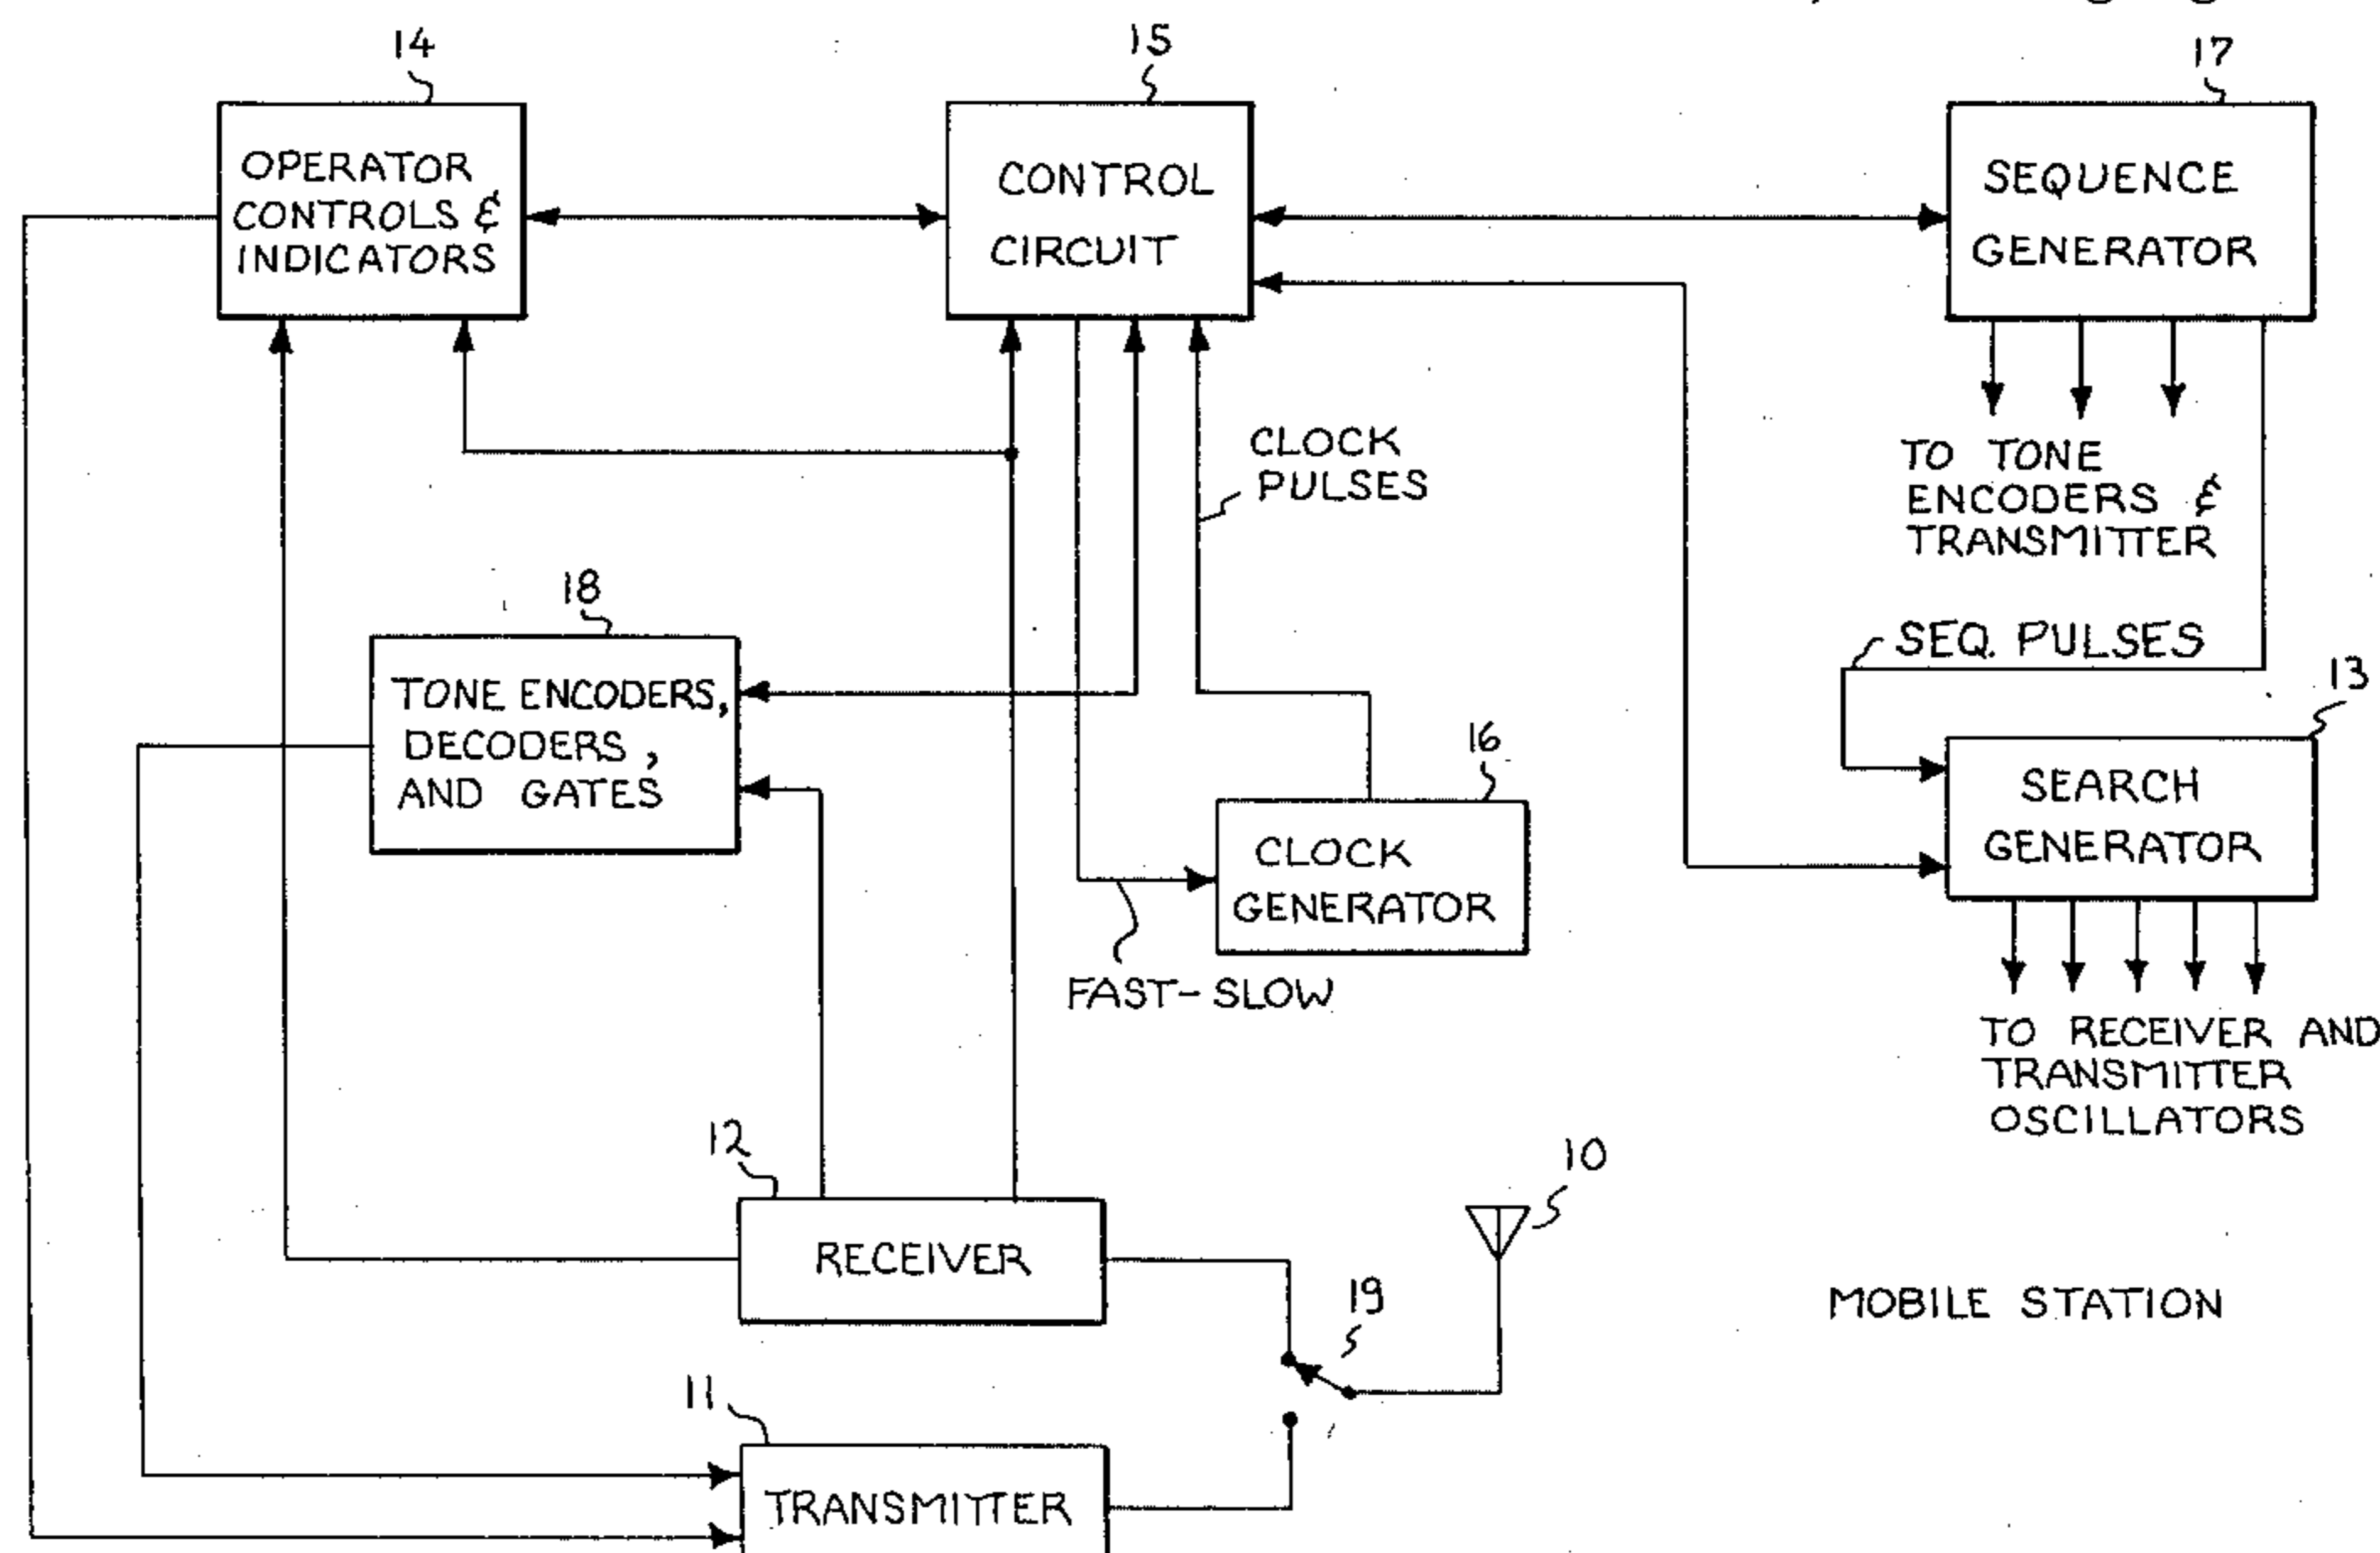 14
15
17
OPERATOR
CONTROLS &
INDICATORS
CONTROL
CIRCUIT
SEQUENCE
GENERATOR
CLOCK
PULSES
TO TONE
ENCODERS &
TRANSMITTER
18
SEQ. PULSES
13
TONE ENCODERS,
DECODERS,
AND GATES
16
CLOCK
GENERATOR
SEARCH
GENERATOR
FAST-SLOW
TO RECEIVER AND
TRANSMITTER
OSCILLATORS
12
10
RECEIVER
19
MOBILE STATION
11
TRANSMITTER